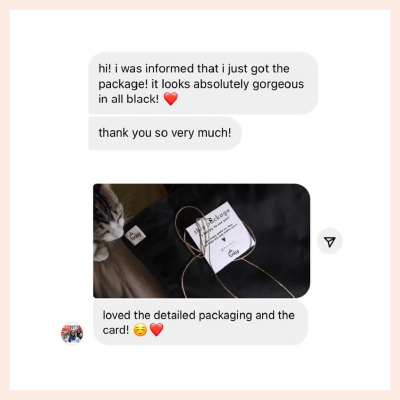 hi! i was informed that i just got the
package! it looks absolutely gorgeous
in all black! ❤️
thank you so very much!
loved the detailed packaging and the
card! ☺️❤️